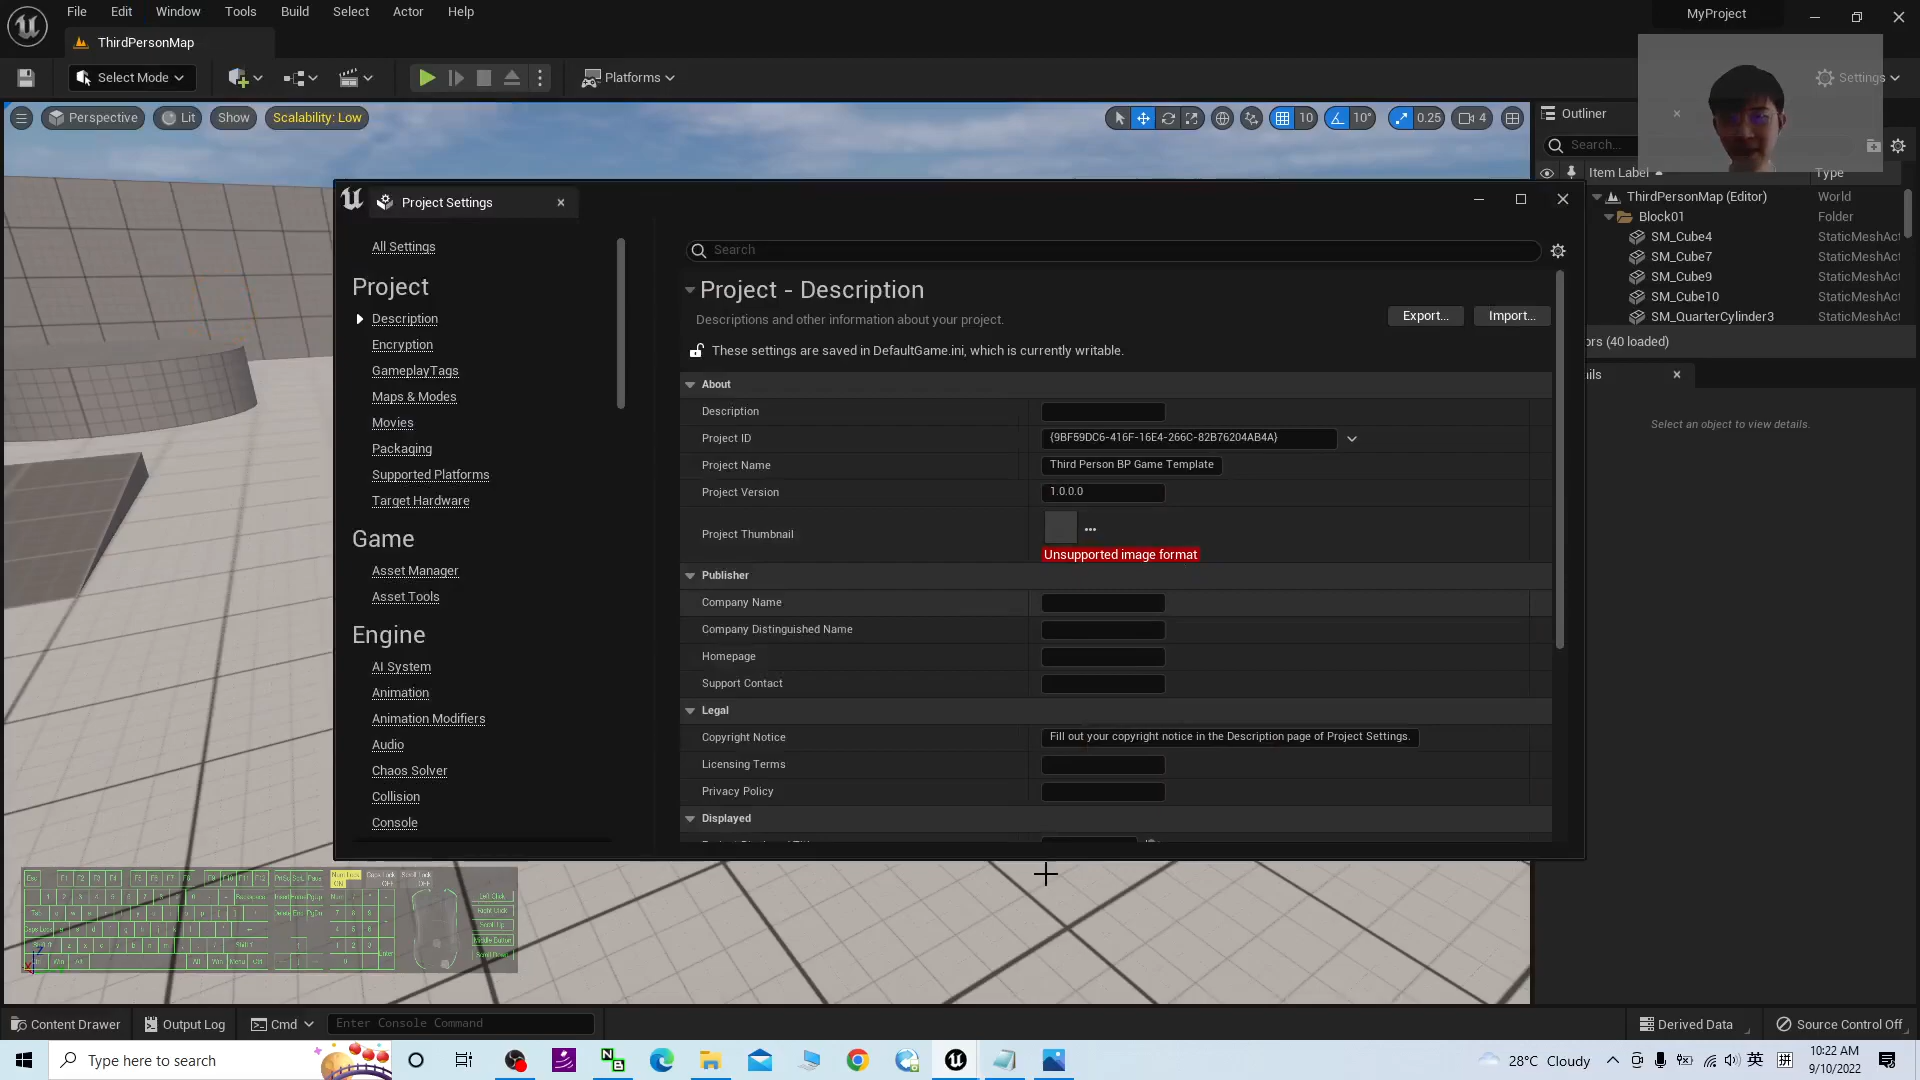 File Edit Window Tools Build Select Actor Help
MyProject
ThirdPersonMap
Select Mode
Platforms
Settings
Perspective Lit Show Scalability: Low
10 10° 0.25 4
Outliner
Search...
Item Label Type
ThirdPersonMap (Editor) World
Block01 Folder
SM_Cube4 StaticMeshAct
SM_Cube7 StaticMeshAct
SM_Cube9 StaticMeshAct
SM_Cube10 StaticMeshAct
SM_QuarterCylinder3 StaticMeshAct
ors (40 loaded)
ils
Select an object to view details.
Project Settings
All Settings
Project
Description
Encryption
GameplayTags
Maps & Modes
Movies
Packaging
Supported Platforms
Target Hardware
Game
Asset Manager
Asset Tools
Engine
AI System
Animation
Animation Modifiers
Audio
Chaos Solver
Collision
Console
Search
Project - Description
Descriptions and other information about your project.
Export... Import...
These settings are saved in DefaultGame.ini, which is currently writable.
About
Description
Project ID {9BF59DC6-416F-16E4-266C-82B76204AB4A}
Project Name Third Person BP Game Template
Project Version 1.0.0.0
Project Thumbnail
Unsupported image format
Publisher
Company Name
Company Distinguished Name
Homepage
Support Contact
Legal
Copyright Notice Fill out your copyright notice in the Description page of Project Settings.
Licensing Terms
Privacy Policy
Displayed
Content Drawer Output Log Cmd Enter Console Command
Derived Data Source Control Off
Type here to search
28°C Cloudy
英 拼
10:22 AM
9/10/2022